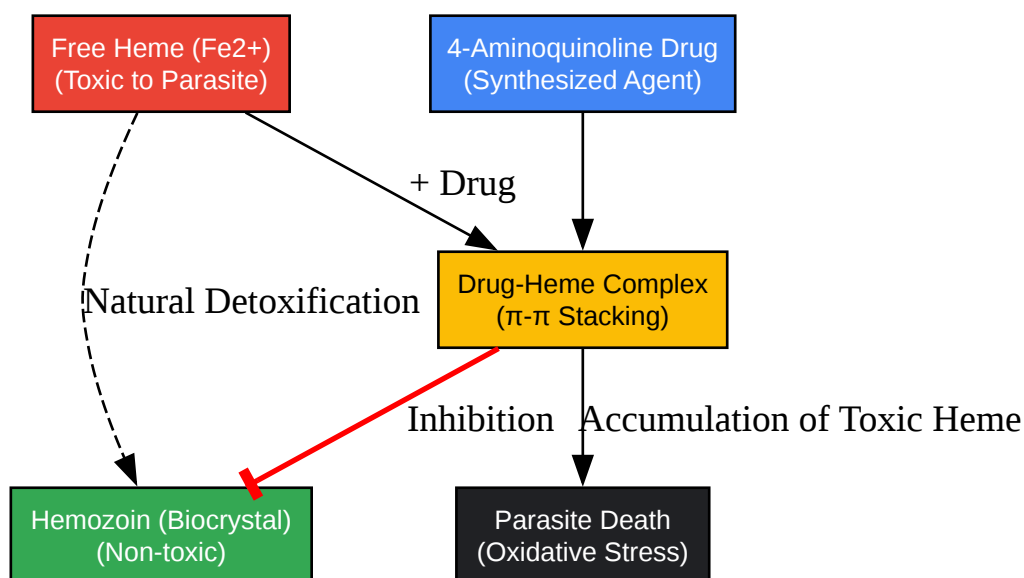 Free Heme (Fe2+)
(Toxic to Parasite)
4-Aminoquinoline Drug
(Synthesized Agent)
+ Drug
Natural Detoxification
Drug-Heme Complex
(π-π Stacking)
Inhibition
Accumulation of Toxic Heme
Hemozoin (Biocrystal)
(Non-toxic)
Parasite Death
(Oxidative Stress)